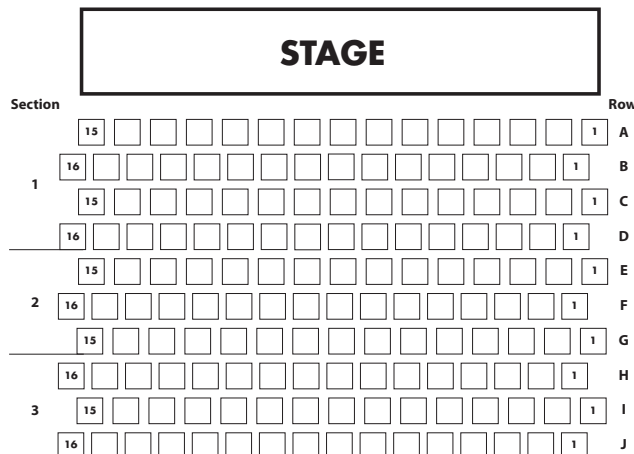 STAGE
Section Row
15 1 A
16 1 B
1
15 1 C
16 1 D
15 1 E
2 16 1 F
15 1 G
16 1 H
3 15 1 I
16 1 J